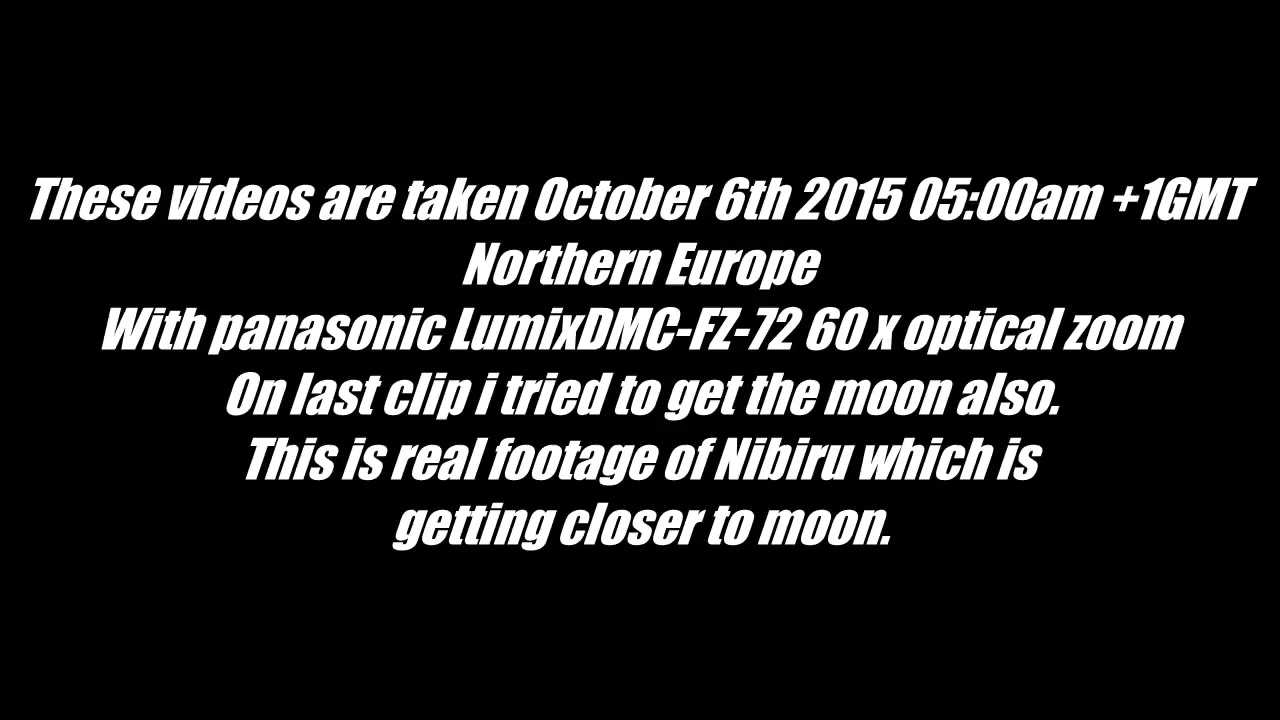 These videos are taken October 6th 2015 05:00am +1GMT
Northern Europe
With panasonic LumixDMC-FZ-72 60 x optical zoom
On last clip i tried to get the moon also.
This is real footage of Nibiru which is
getting closer to moon.